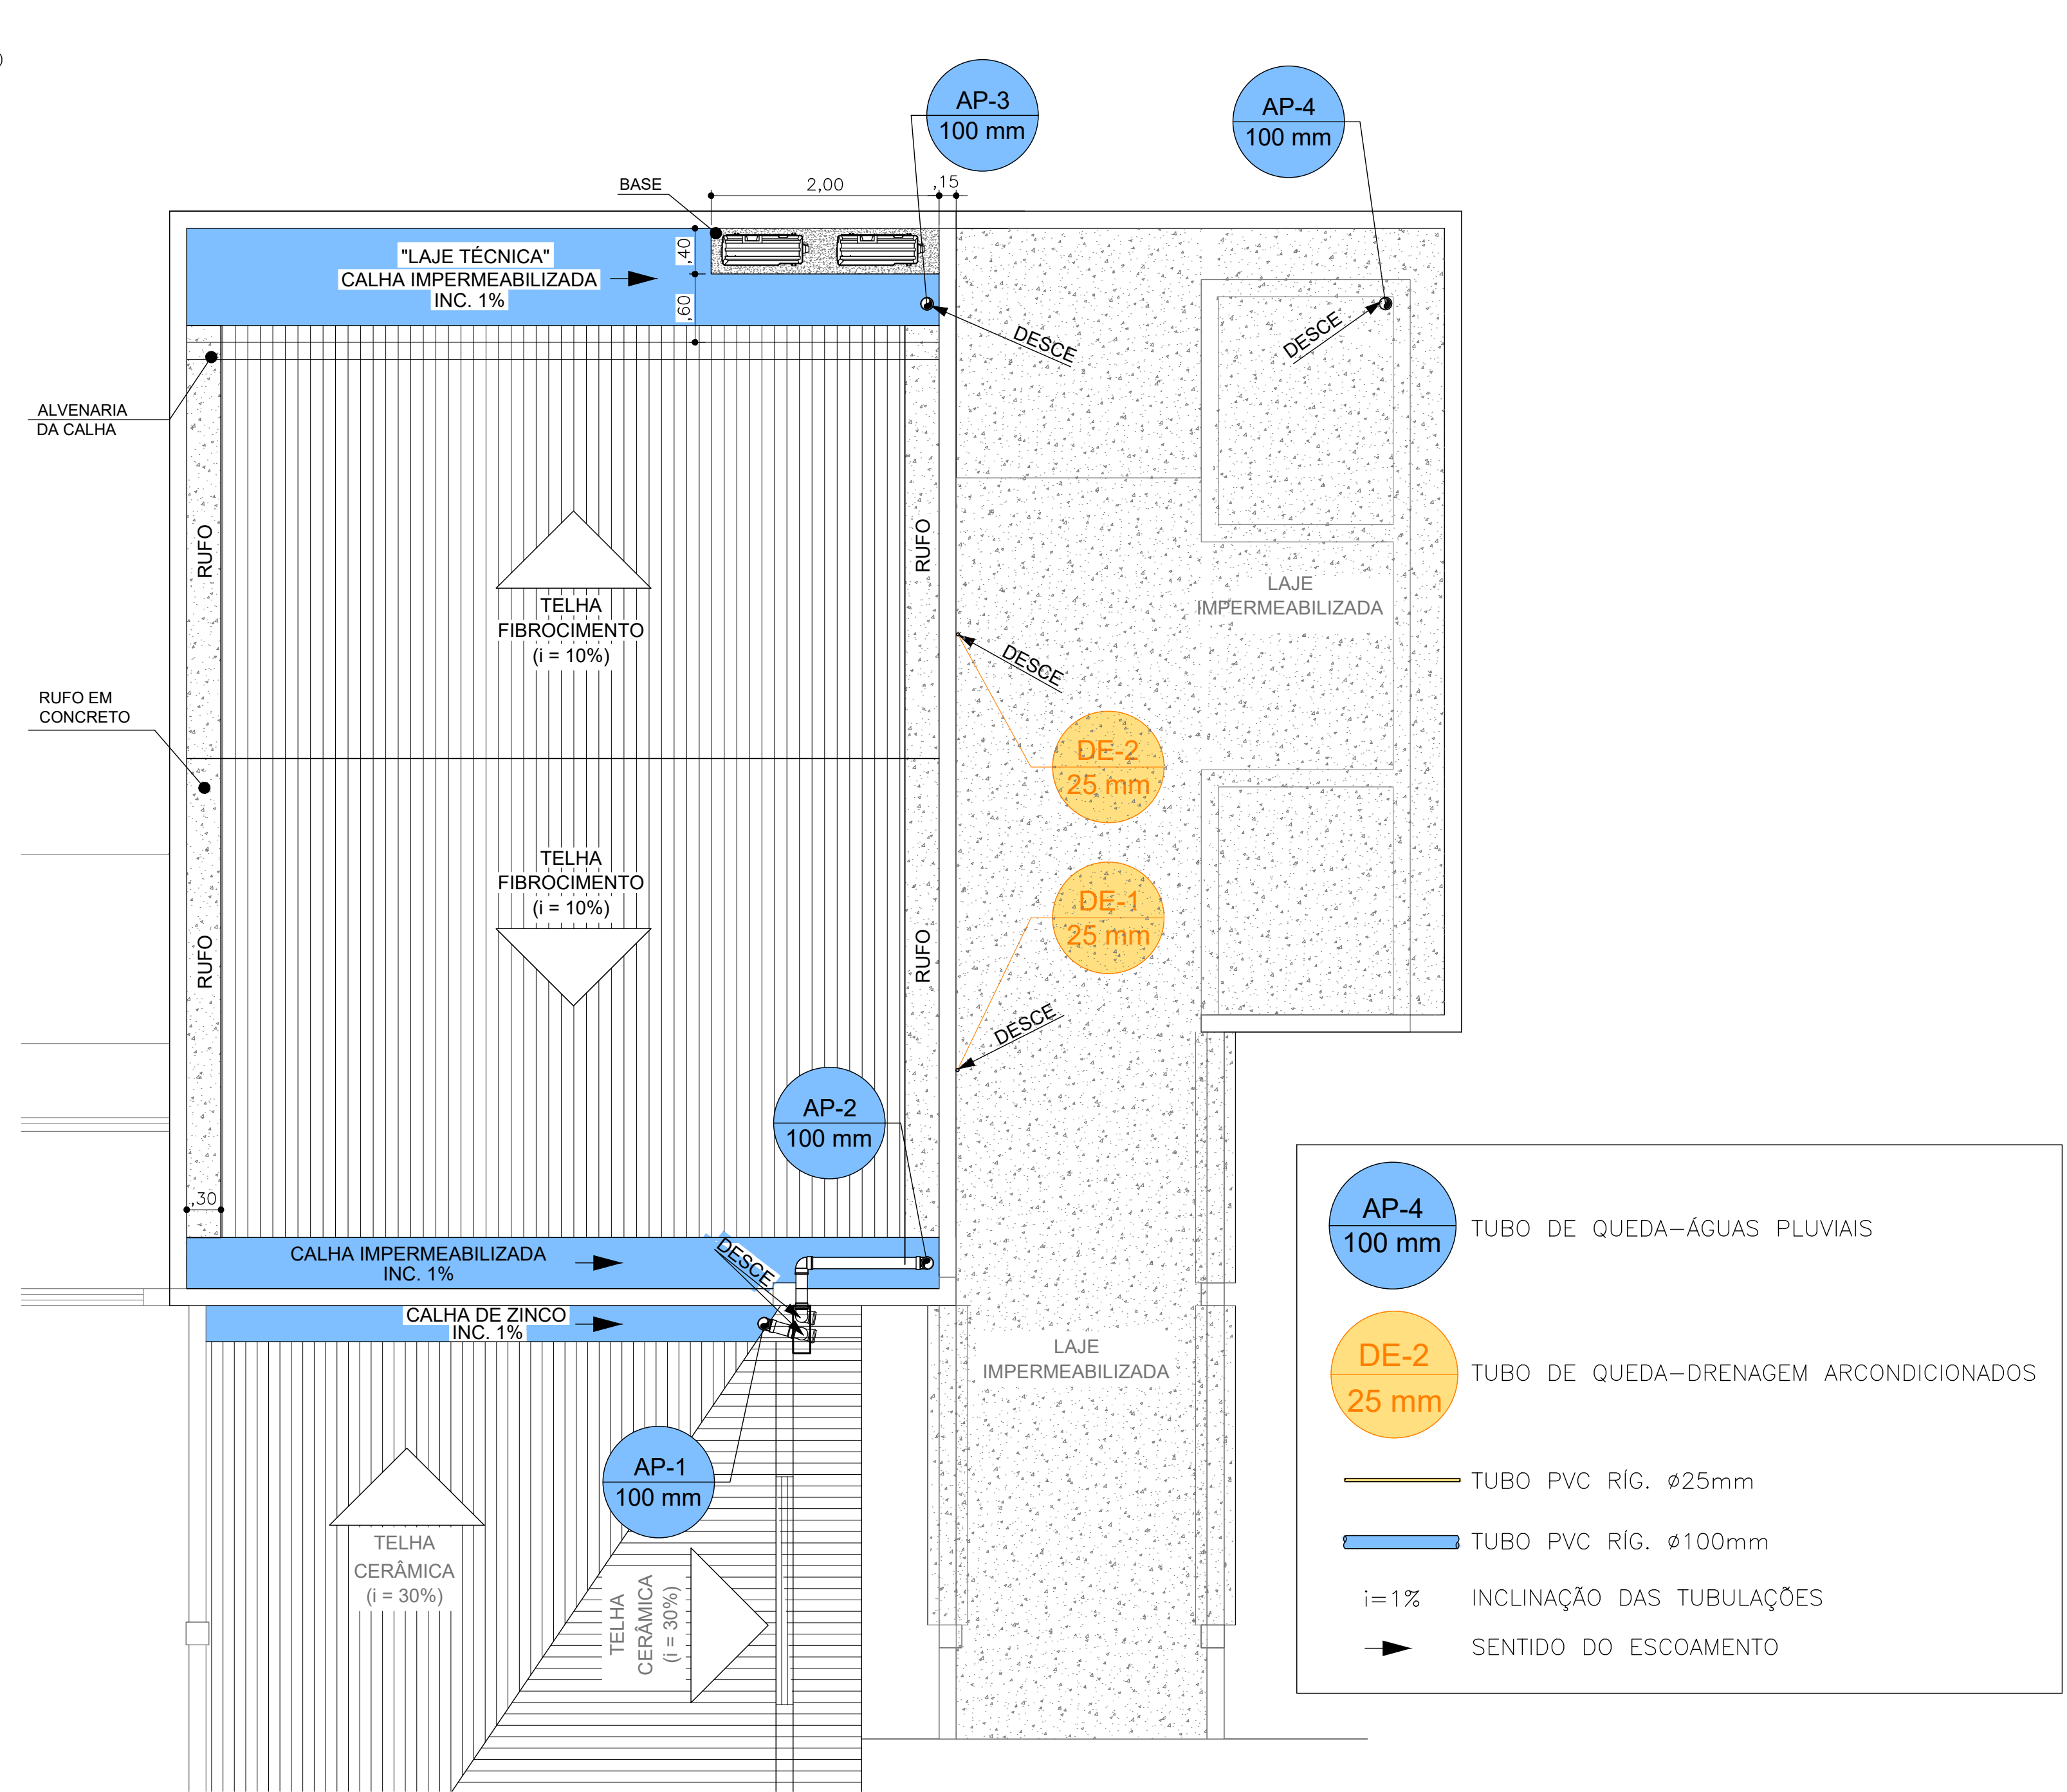 AP-3
100 mm
AP-4
100 mm
BASE
2,00
,15
"LAJE TÉCNICA"
CALHA IMPERMEABILIZADA
INC. 1%
,40
,60
DESCE
DESCE
ALVENARIA
DA CALHA
RUFO
RUFO
TELHA
FIBROCIMENTO
(i = 10%)
LAJE
IMPERMEABILIZADA
DESCE
RUFO EM
CONCRETO
DE-2
25 mm
TELHA
FIBROCIMENTO
(i = 10%)
DE-1
25 mm
RUFO
RUFO
DESCE
AP-2
100 mm
,30
CALHA IMPERMEABILIZADA
INC. 1%
DESCE
CALHA DE ZINCO
INC. 1%
LAJE
IMPERMEABILIZADA
AP-1
100 mm
TELHA
CERÂMICA
(i = 30%)
TELHA
CERÂMICA
(i = 30%)
AP-4
100 mm
TUBO DE QUEDA-ÁGUAS PLUVIAIS
DE-2
25 mm
TUBO DE QUEDA-DRENAGEM ARCONDICIONADOS
TUBO PVC RÍG. ø25mm
TUBO PVC RÍG. ø100mm
i=1% INCLINAÇÃO DAS TUBULAÇÕES
SENTIDO DO ESCOAMENTO